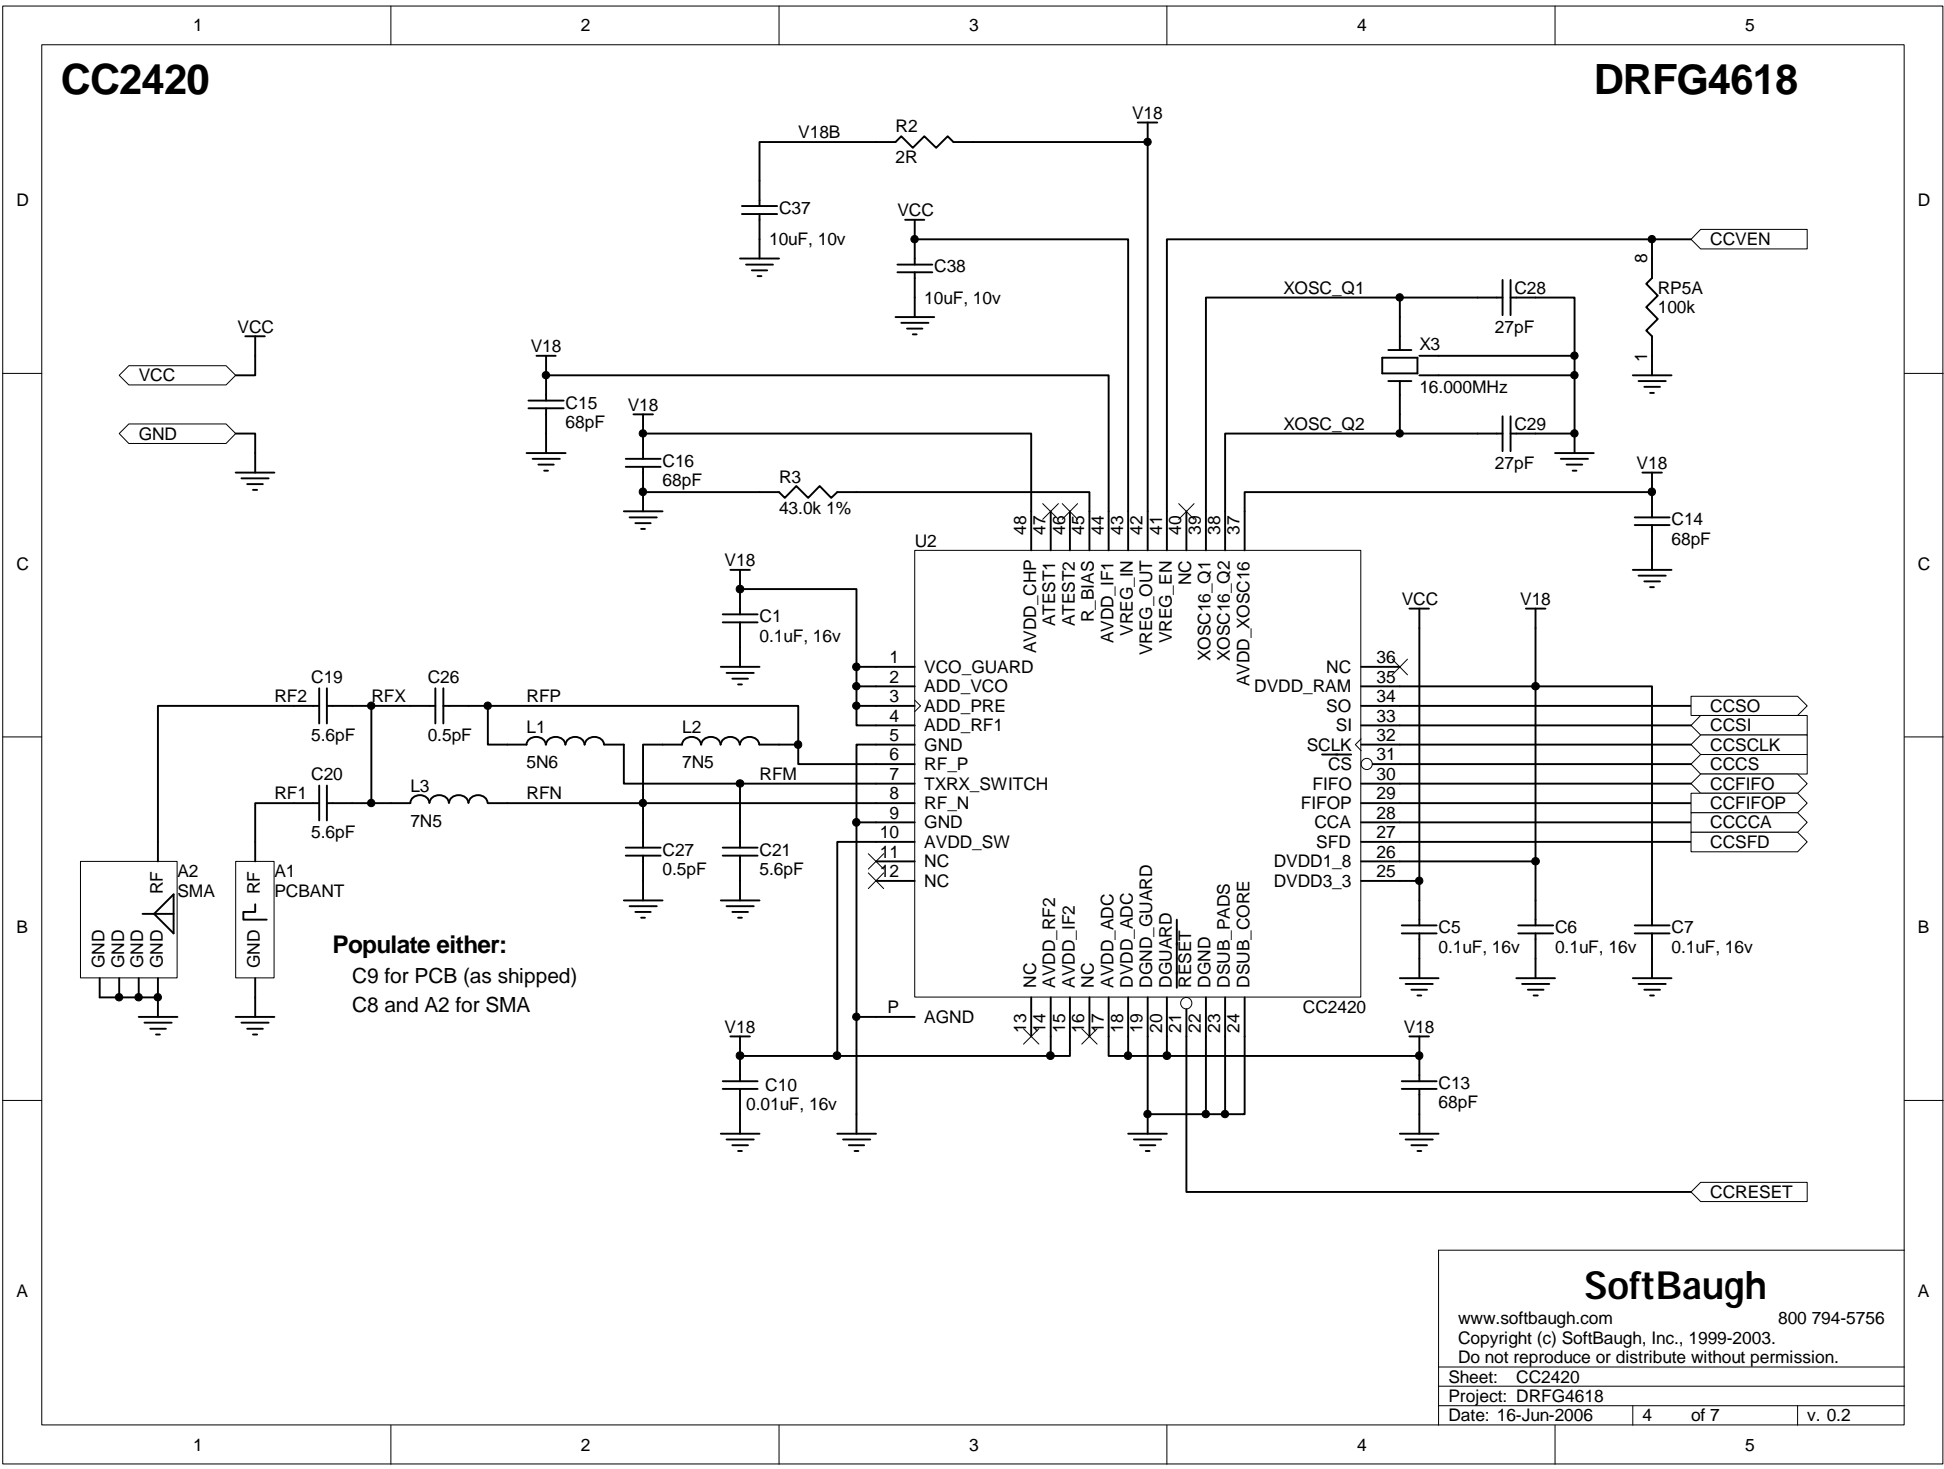 1 2 3 4 5
CC2420 DRFG4618
D D
C C
B B
A A
V18
V18B
R2
2R
C37
10uF, 10v
VCC
C38
10uF, 10v
CCVEN
8
RP5A
100k
1
XOSC_Q1
C28
27pF
X3
16.000MHz
XOSC_Q2
C29
27pF
VCC
VCC
GND
V18
C15
68pF
V18
C16
68pF
R3
43.0k 1%
V18
C14
68pF
U2
48 47 46 45 44 43 42 41 40 39 38 37
AVDD_CHP
ATEST1
ATEST2
R_BIAS
AVDD_IF1
VREG_IN
VREG_OUT
VREG_EN
NC
XOSC16_Q1
XOSC16_Q2
AVDD_XOSC16
V18
C1
0.1uF, 16v
VCC
V18
1 VCO_GUARD
2 ADD_VCO
3 ADD_PRE
4 ADD_RF1
5 GND
6 RF_P
7 TXRX_SWITCH
8 RF_N
9 GND
10 AVDD_SW
11 NC
12 NC
NC 36
DVDD_RAM 35
SO 34 CCSO
SI 33 CCSI
SCLK 32 CCSCLK
CS 31 CCCS
FIFO 30 CCFIFO
FIFOP 29 CCFIFOP
CCA 28 CCCCA
SFD 27 CCSFD
DVDD1_8 26
DVDD3_3 25
RF2
C19
5.6pF
RFX
C26
0.5pF
RFP
L1
5N6
L2
7N5
RFM
RF1
C20
5.6pF
L3
7N5
RFN
C27
0.5pF
C21
5.6pF
A2
SMA
RF
GND GND GND GND
A1
PCBANT
RF
GND
Populate either:
C9 for PCB (as shipped)
C8 and A2 for SMA
C5
0.1uF, 16v
C6
0.1uF, 16v
C7
0.1uF, 16v
NC
AVDD_RF2
AVDD_IF2
NC
AVDD_ADC
DVDD_ADC
DGND_GUARD
DGUARD
RESET
DGND
DSUB_PADS
DSUB_CORE
13 14 15 16 17 18 19 20 21 22 23 24
CC2420
P AGND
V18
C10
0.01uF, 16v
V18
C13
68pF
CCRESET
SoftBaugh
www.softbaugh.com 800 794-5756
Copyright (c) SoftBaugh, Inc., 1999-2003.
Do not reproduce or distribute without permission.
Sheet: CC2420
Project: DRFG4618
Date: 16-Jun-2006 4 of 7 v. 0.2
1 2 3 4 5